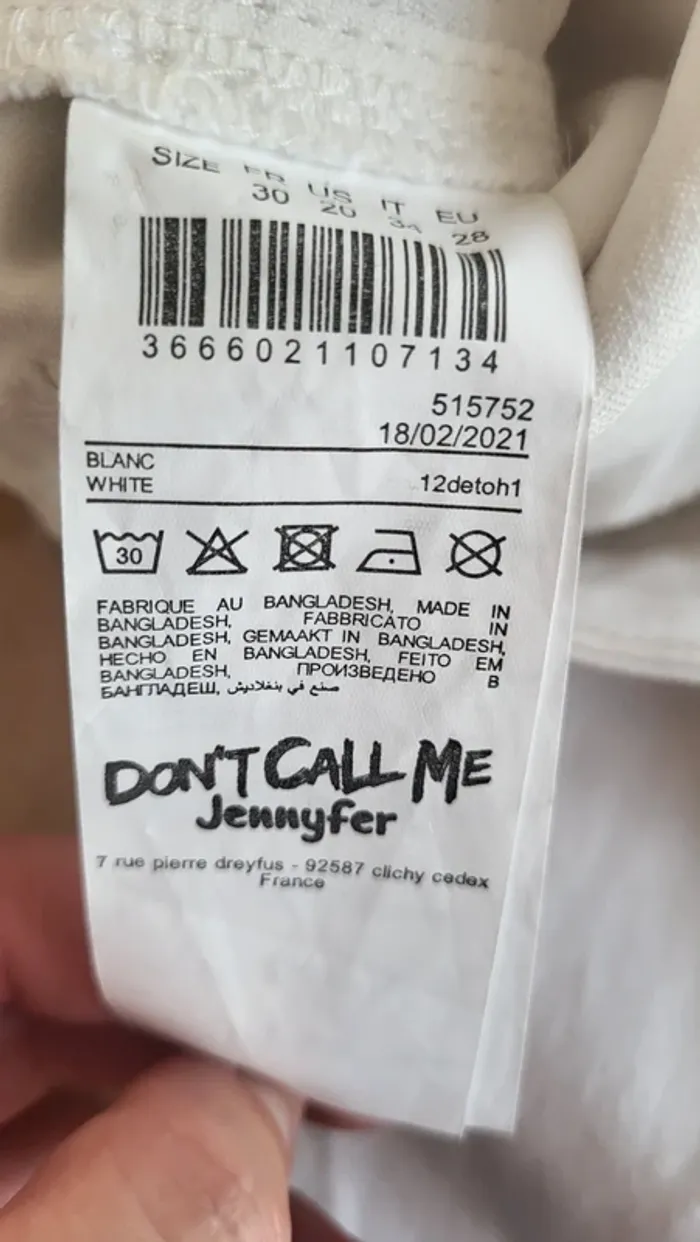 SIZE FR US IT EU
30 20 34 28
3666021107134
515752
18/02/2021
BLANC
WHITE 12detoh1
30
FABRIQUE AU BANGLADESH, MADE IN
BANGLADESH, FABBRICATO IN
BANGLADESH, GEMAAKT IN BANGLADESH,
HECHO EN BANGLADESH, FEITO EM
BANGLADESH, ПРОИЗВЕДЕНО В
БАНГЛАДЕШ, صنع في بنغلاديش
DON'T CALL ME
Jennyfer
7 rue pierre dreyfus - 92587 clichy cedex
France